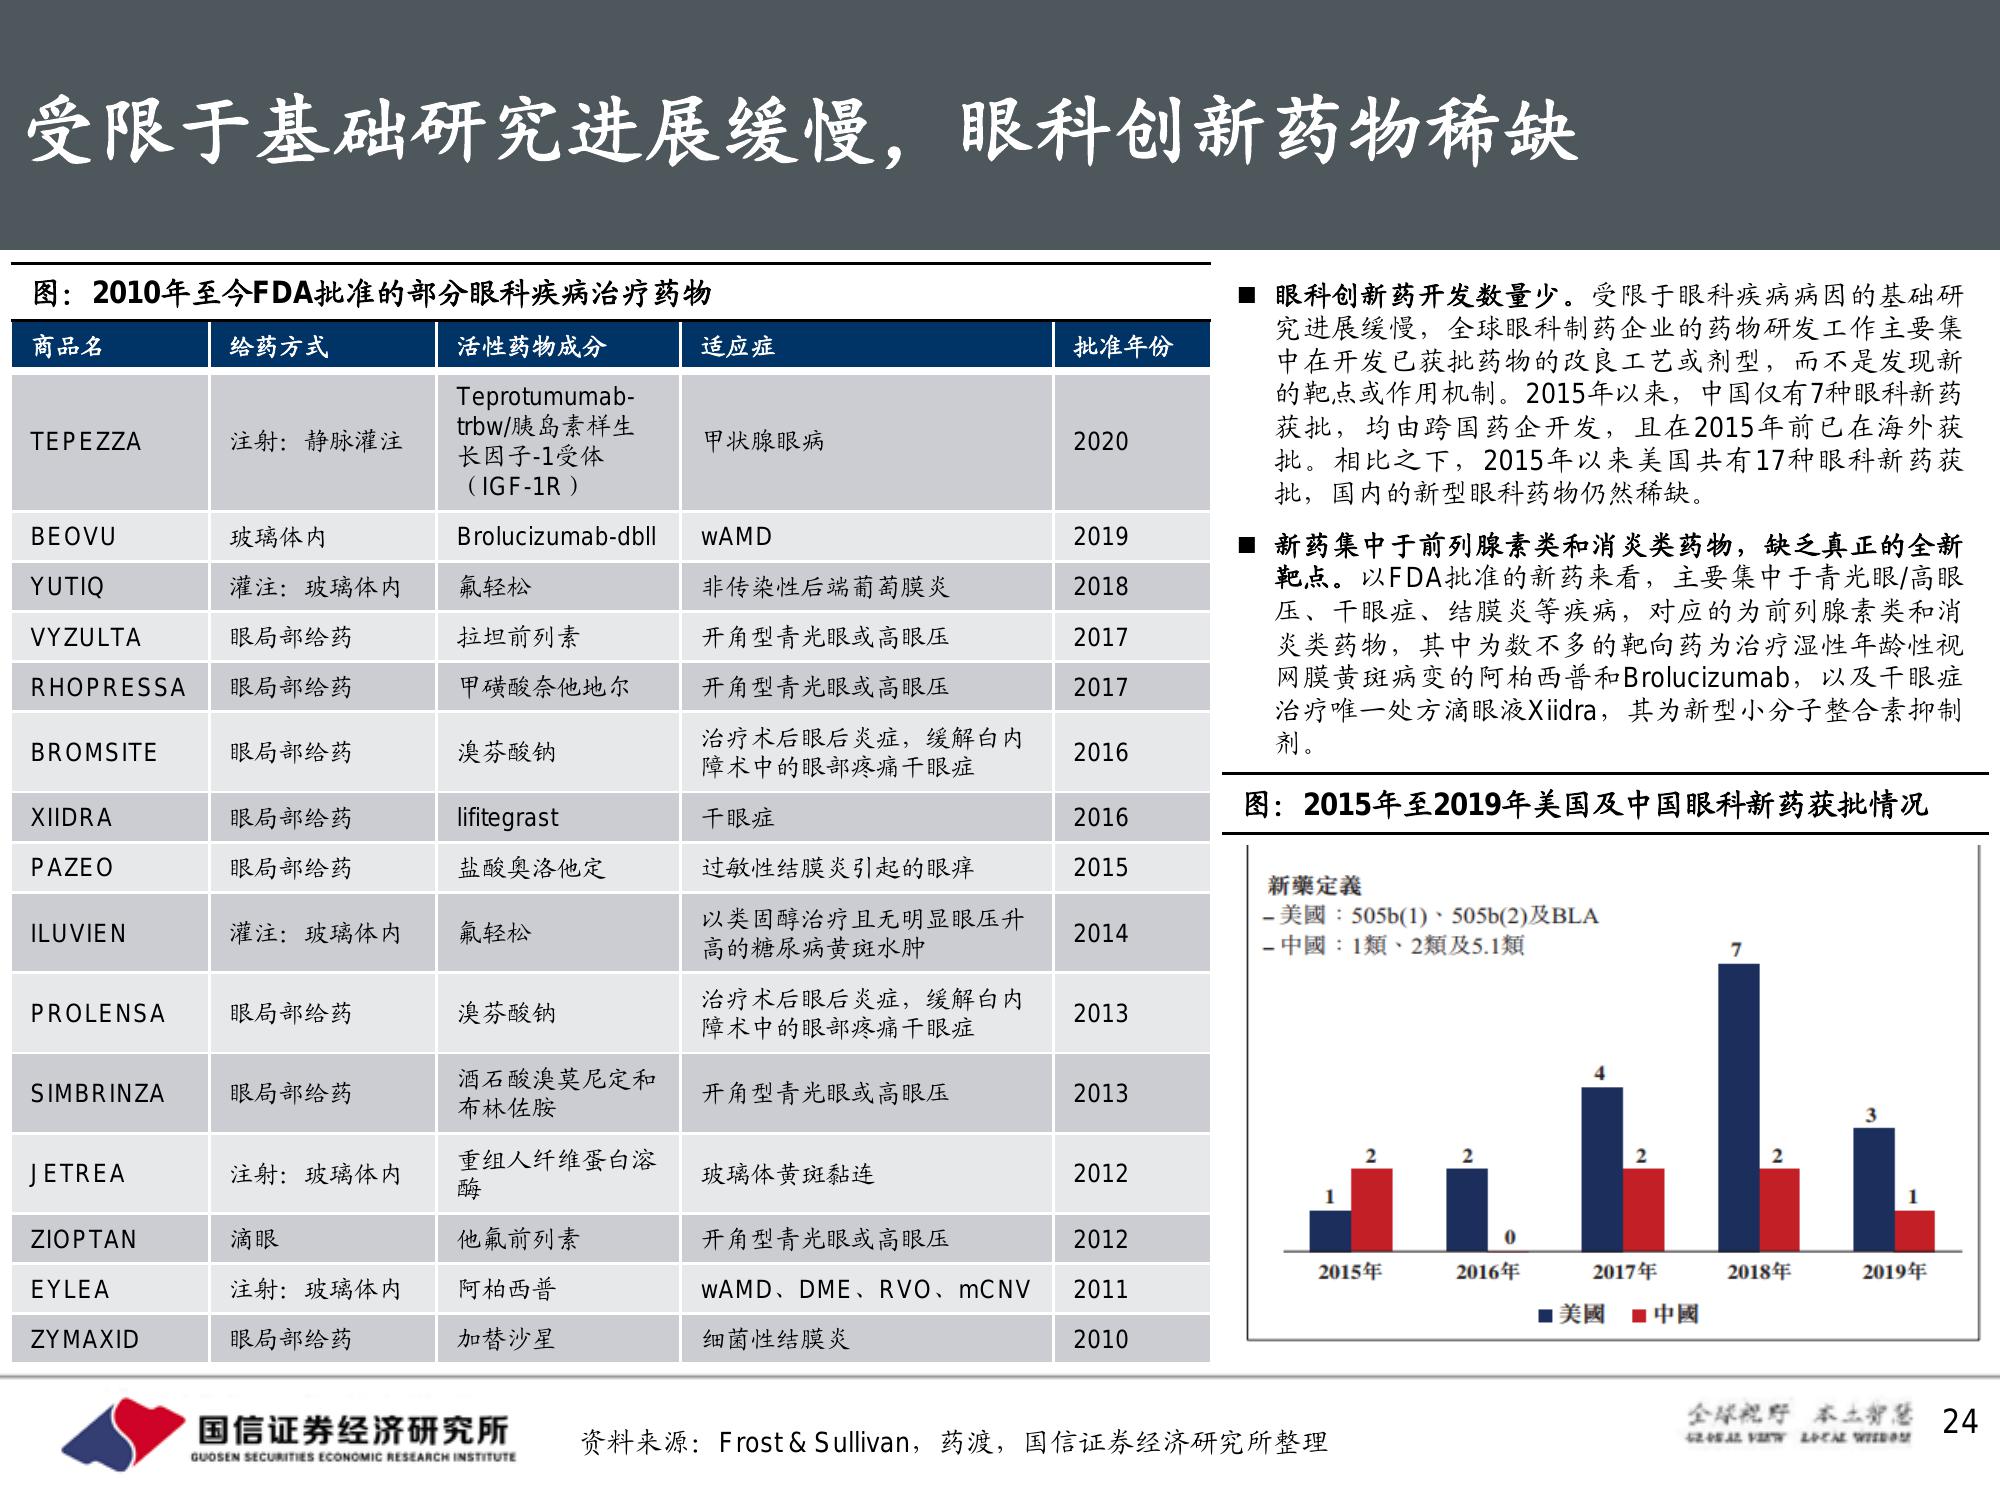 受限于基础研究进展缓慢，眼科创新药物稀缺
图：2010年至今FDA批准的部分眼科疾病治疗药物
商品名 给药方式 活性药物成分 适应症 批准年份
TEPEZZA 注射：静脉灌注 Teprotumumab-
trbw/胰岛素样生
长因子-1受体
（IGF-1R） 甲状腺眼病 2020
BEOVU 玻璃体内 Brolucizumab-dbll wAMD 2019
YUTIQ 灌注：玻璃体内 氟轻松 非传染性后端葡萄膜炎 2018
VYZULTA 眼局部给药 拉坦前列素 开角型青光眼或高眼压 2017
RHOPRESSA 眼局部给药 甲磺酸奈他地尔 开角型青光眼或高眼压 2017
BROMSITE 眼局部给药 溴芬酸钠 治疗术后眼后炎症，缓解白内
障术中的眼部疼痛干眼症 2016
XIIDRA 眼局部给药 lifitegrast 干眼症 2016
PAZEO 眼局部给药 盐酸奥洛他定 过敏性结膜炎引起的眼痒 2015
ILUVIEN 灌注：玻璃体内 氟轻松 以类固醇治疗且无明显眼压升
高的糖尿病黄斑水肿 2014
PROLENSA 眼局部给药 溴芬酸钠 治疗术后眼后炎症，缓解白内
障术中的眼部疼痛干眼症 2013
SIMBRINZA 眼局部给药 酒石酸溴莫尼定和
布林佐胺 开角型青光眼或高眼压 2013
JETREA 注射：玻璃体内 重组人纤维蛋白溶
酶 玻璃体黄斑黏连 2012
ZIOPTAN 滴眼 他氟前列素 开角型青光眼或高眼压 2012
EYLEA 注射：玻璃体内 阿柏西普 wAMD、DME、RVO、mCNV 2011
ZYMAXID 眼局部给药 加替沙星 细菌性结膜炎 2010
■ 眼科创新药开发数量少。受限于眼科疾病病因的基础研
究进展缓慢，全球眼科制药企业的药物研发工作主要集
中在开发已获批药物的改良工艺或剂型，而不是发现新
的靶点或作用机制。2015年以来，中国仅有7种眼科新药
获批，均由跨国药企开发，且在2015年前已在海外获
批。相比之下，2015年以来美国共有17种眼科新药获
批，国内的新型眼科药物仍然稀缺。
■ 新药集中于前列腺素类和消炎类药物，缺乏真正的全新
靶点。以FDA批准的新药来看，主要集中于青光眼/高眼
压、干眼症、结膜炎等疾病，对应的为前列腺素类和消
炎类药物，其中为数不多的靶向药为治疗湿性年龄性视
网膜黄斑病变的阿柏西普和Brolucizumab，以及干眼症
治疗唯一处方滴眼液Xiidra，其为新型小分子整合素抑制
剂。
图：2015年至2019年美国及中国眼科新药获批情况
新藥定義
– 美國：505b(1)、505b(2)及BLA
– 中國：1類、2類及5.1類
1 2 2 0 4 2 7 2 3 1
2015年 2016年 2017年 2018年 2019年
美國 中國
国信证券经济研究所
GUOSEN SECURITIES ECONOMIC RESEARCH INSTITUTE
资料来源：Frost & Sullivan，药渡，国信证券经济研究所整理
全球视野 本土智慧
GLOBAL VIEW LOCAL WISDOM
24